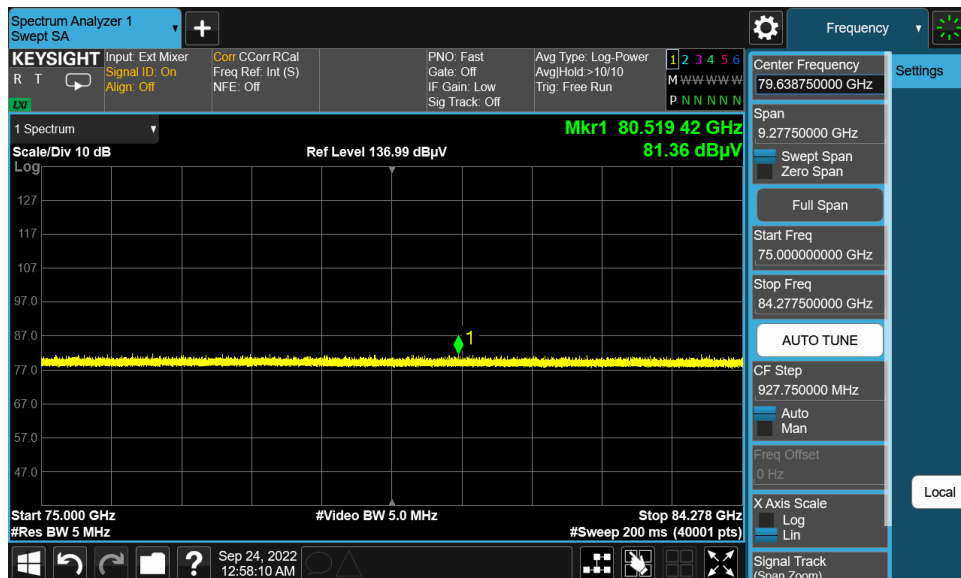 Spectrum Analyzer 1
Swept SA
+
Frequency
KEYSIGHT
R T
LXI
Input: Ext Mixer
Signal ID: On
Align: Off
Corr CCorr RCal
Freq Ref: Int (S)
NFE: Off
PNO: Fast
Gate: Off
IF Gain: Low
Sig Track: Off
Avg Type: Log-Power
Avg|Hold:>10/10
Trig: Free Run
1 2 3 4 5 6
M W W W W W
P N N N N N
1 Spectrum
Scale/Div 10 dB
Ref Level 136.99 dBµV
Mkr1 80.519 42 GHz
81.36 dBµV
Log
127
117
107
97.0
87.0
77.0
67.0
57.0
47.0
1
Start 75.000 GHz
#Res BW 5 MHz
#Video BW 5.0 MHz
Stop 84.278 GHz
#Sweep 200 ms (40001 pts)
?
Sep 24, 2022
12:58:10 AM
Center Frequency
79.638750000 GHz
Span
9.27750000 GHz
Swept Span
Zero Span
Full Span
Start Freq
75.000000000 GHz
Stop Freq
84.277500000 GHz
AUTO TUNE
CF Step
927.750000 MHz
Auto
Man
Freq Offset
0 Hz
X Axis Scale
Log
Lin
Signal Track
(Span Zoom)
Settings
Local